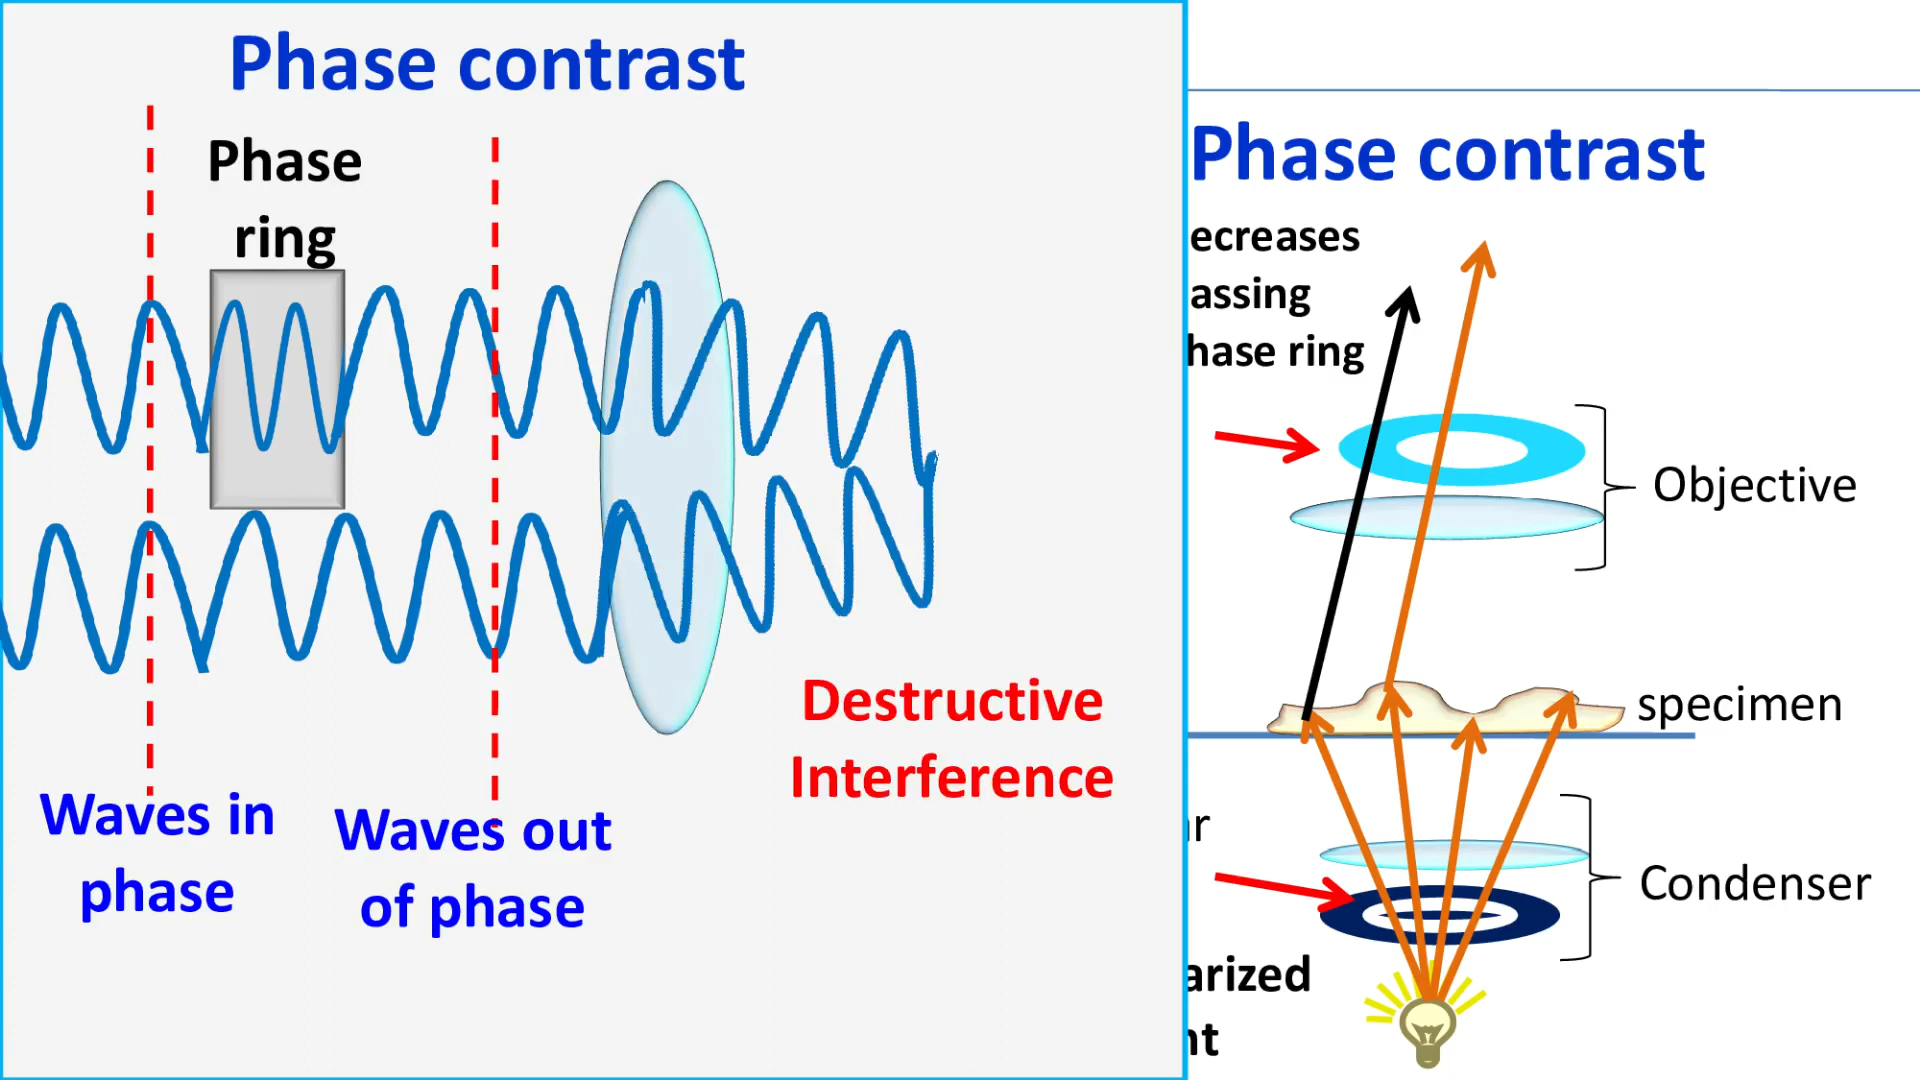 Phase contrast
Phase
ring
Waves in
phase
Waves out
of phase
Destructive
Interference
Phase contrast
ecreases
assing
hase ring
Objective
specimen
Condenser
arized